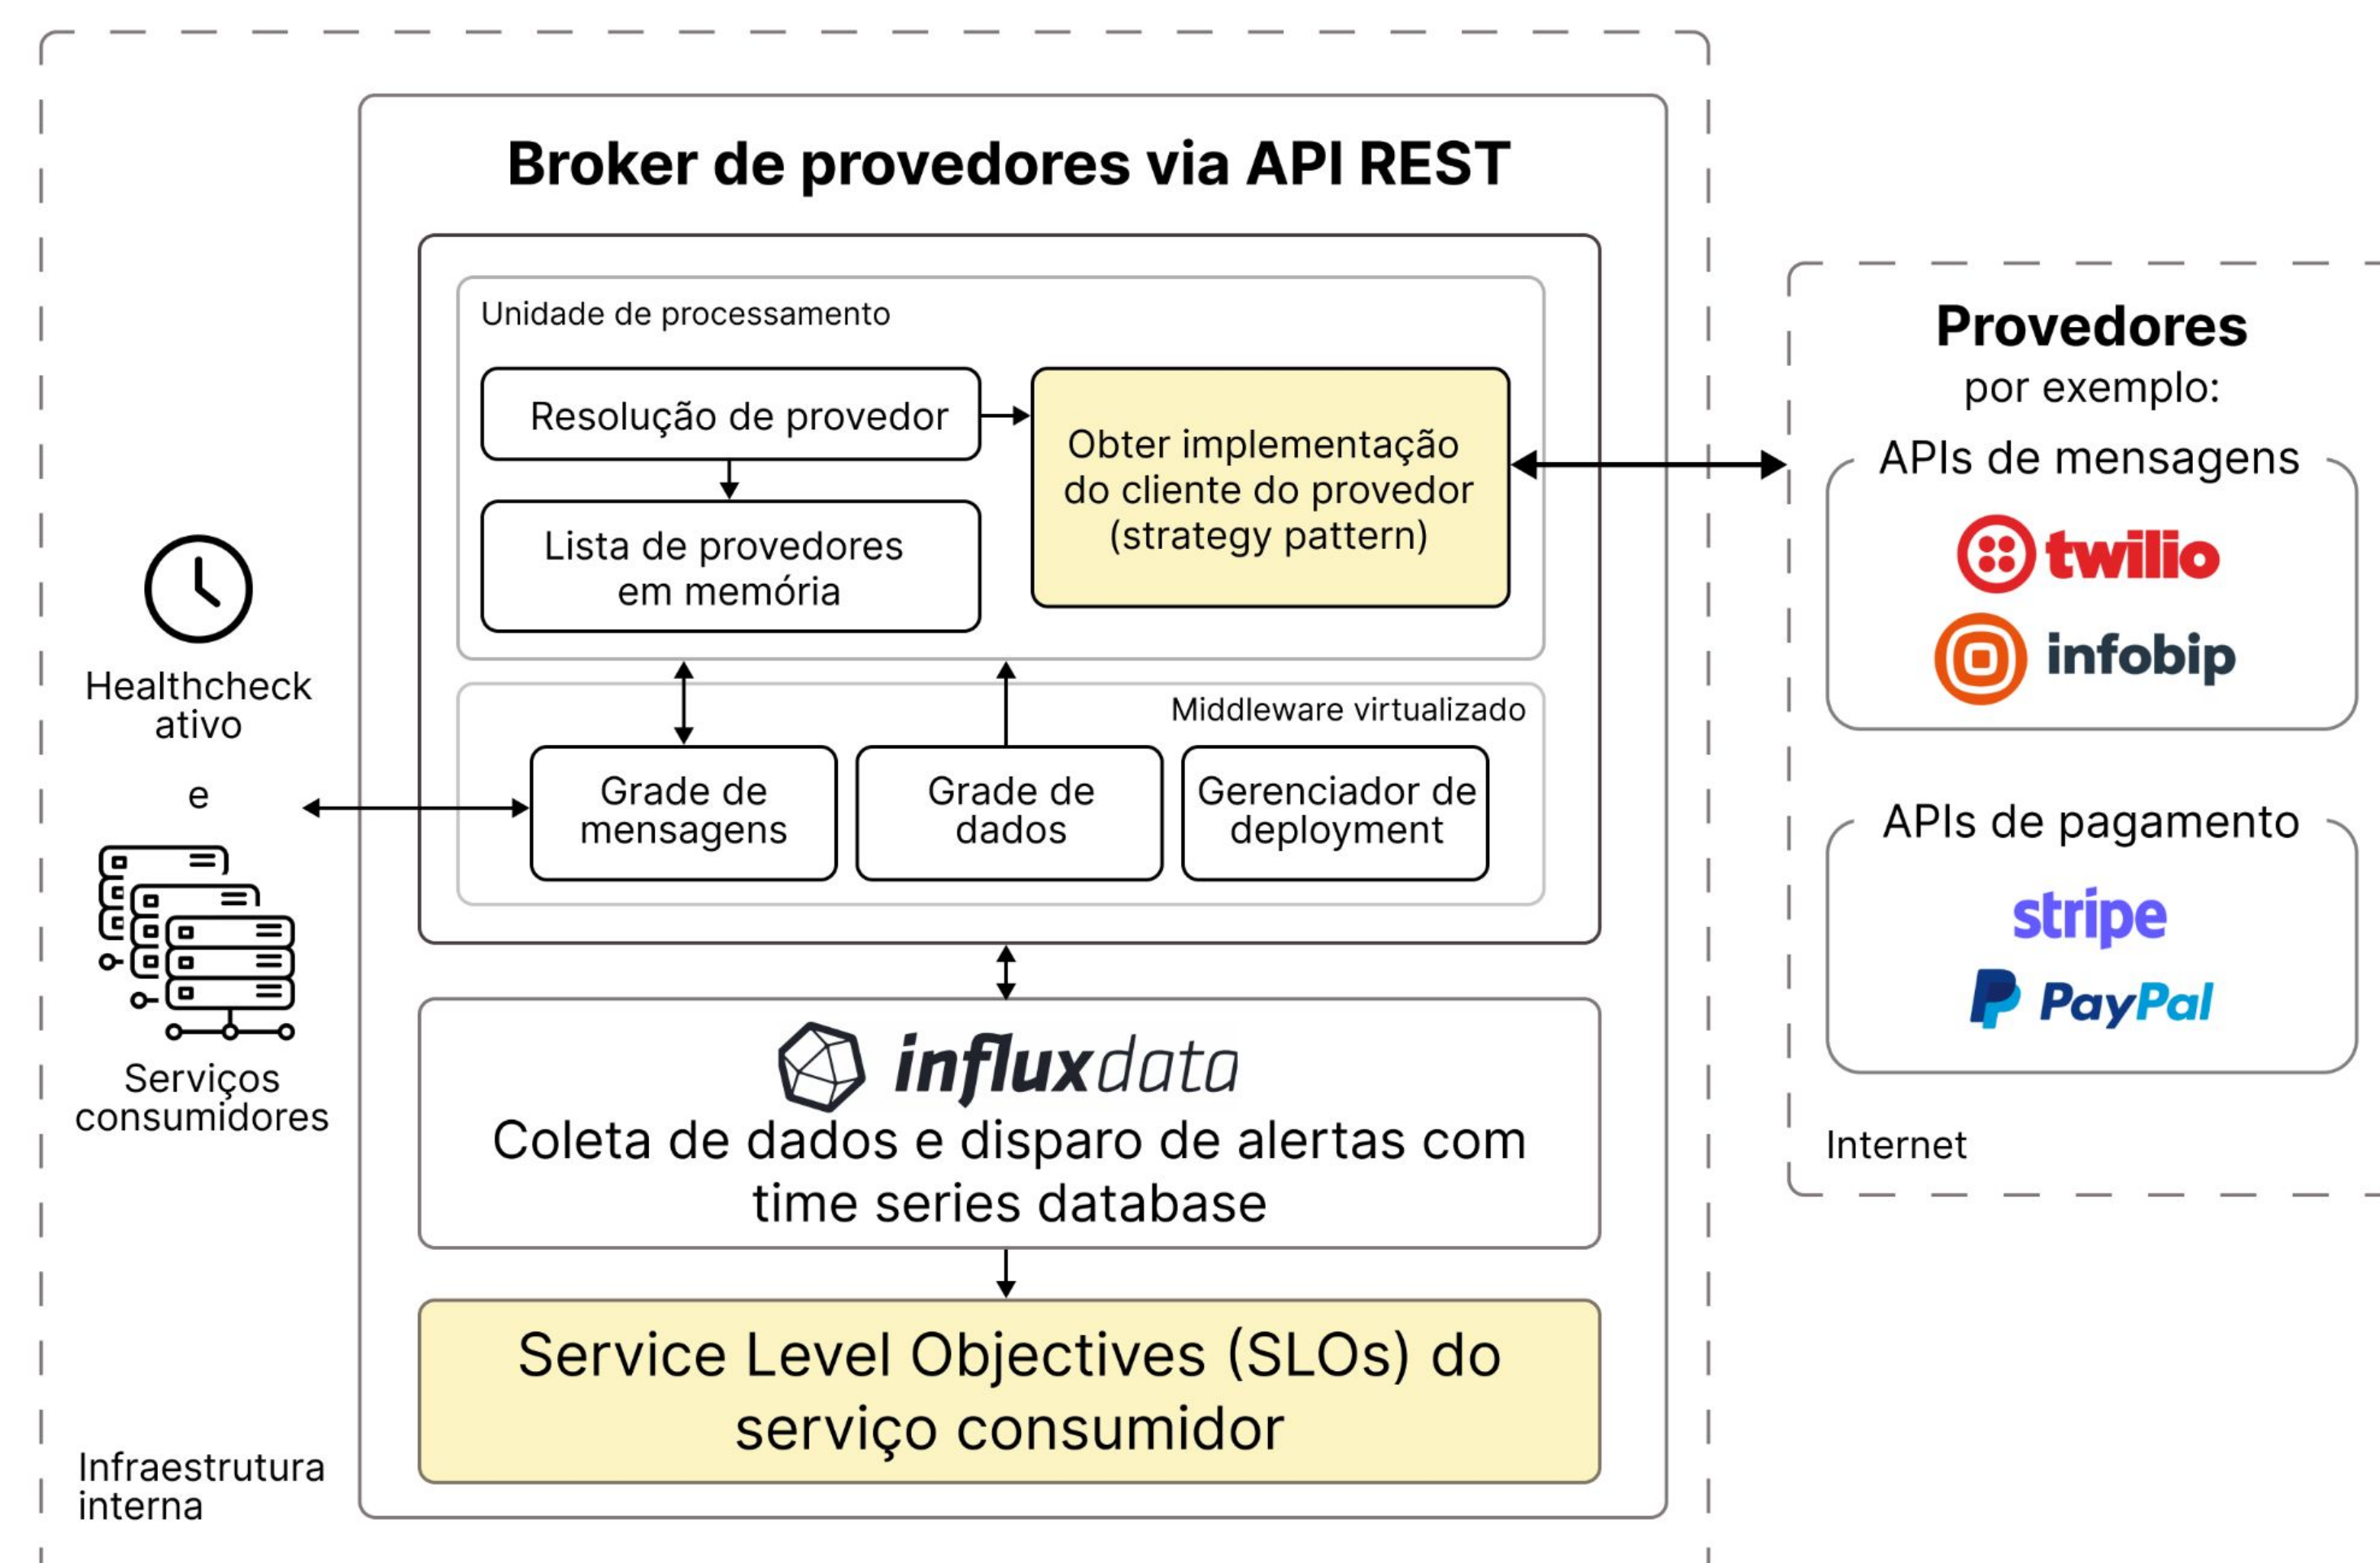 Broker de provedores via API REST
Unidade de processamento
Resolução de provedor
Lista de provedores
em memória
Obter implementação
do cliente do provedor
(strategy pattern)
Middleware virtualizado
Grade de
mensagens
Grade de
dados
Gerenciador de
deployment
influxdata
Coleta de dados e disparo de alertas com
time series database
Service Level Objectives (SLOs) do
serviço consumidor
Healthcheck
ativo
e
Serviços
consumidores
Infraestrutura
interna
Provedores
por exemplo:
APIs de mensagens
twilio
infobip
APIs de pagamento
stripe
PayPal
Internet